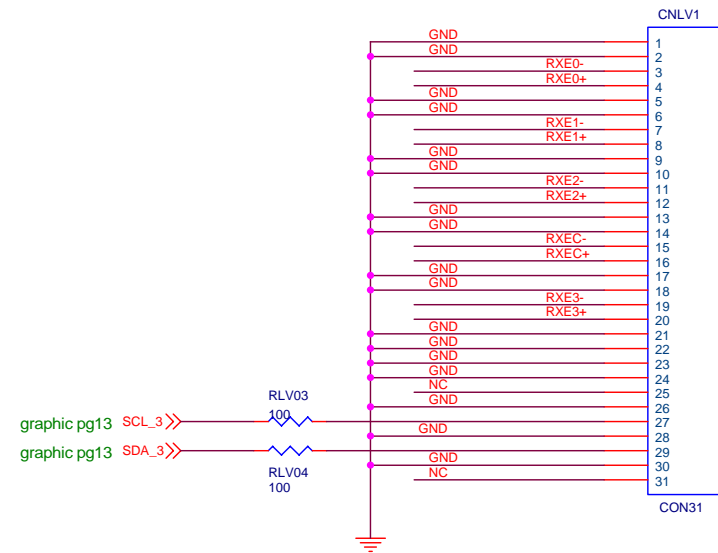 CNLV1
GND 1
GND 2
RXE0- 3
RXE0+ 4
GND 5
GND 6
RXE1- 7
RXE1+ 8
GND 9
GND 10
RXE2- 11
RXE2+ 12
GND 13
GND 14
RXEC- 15
RXEC+ 16
GND 17
GND 18
RXE3- 19
RXE3+ 20
GND 21
GND 22
GND 23
GND 24
NC 25
GND 26
RLV03
100
graphic pg13 SCL_3 27
GND 28
graphic pg13 SDA_3 29
GND 30
RLV04
100
NC 31
CON31